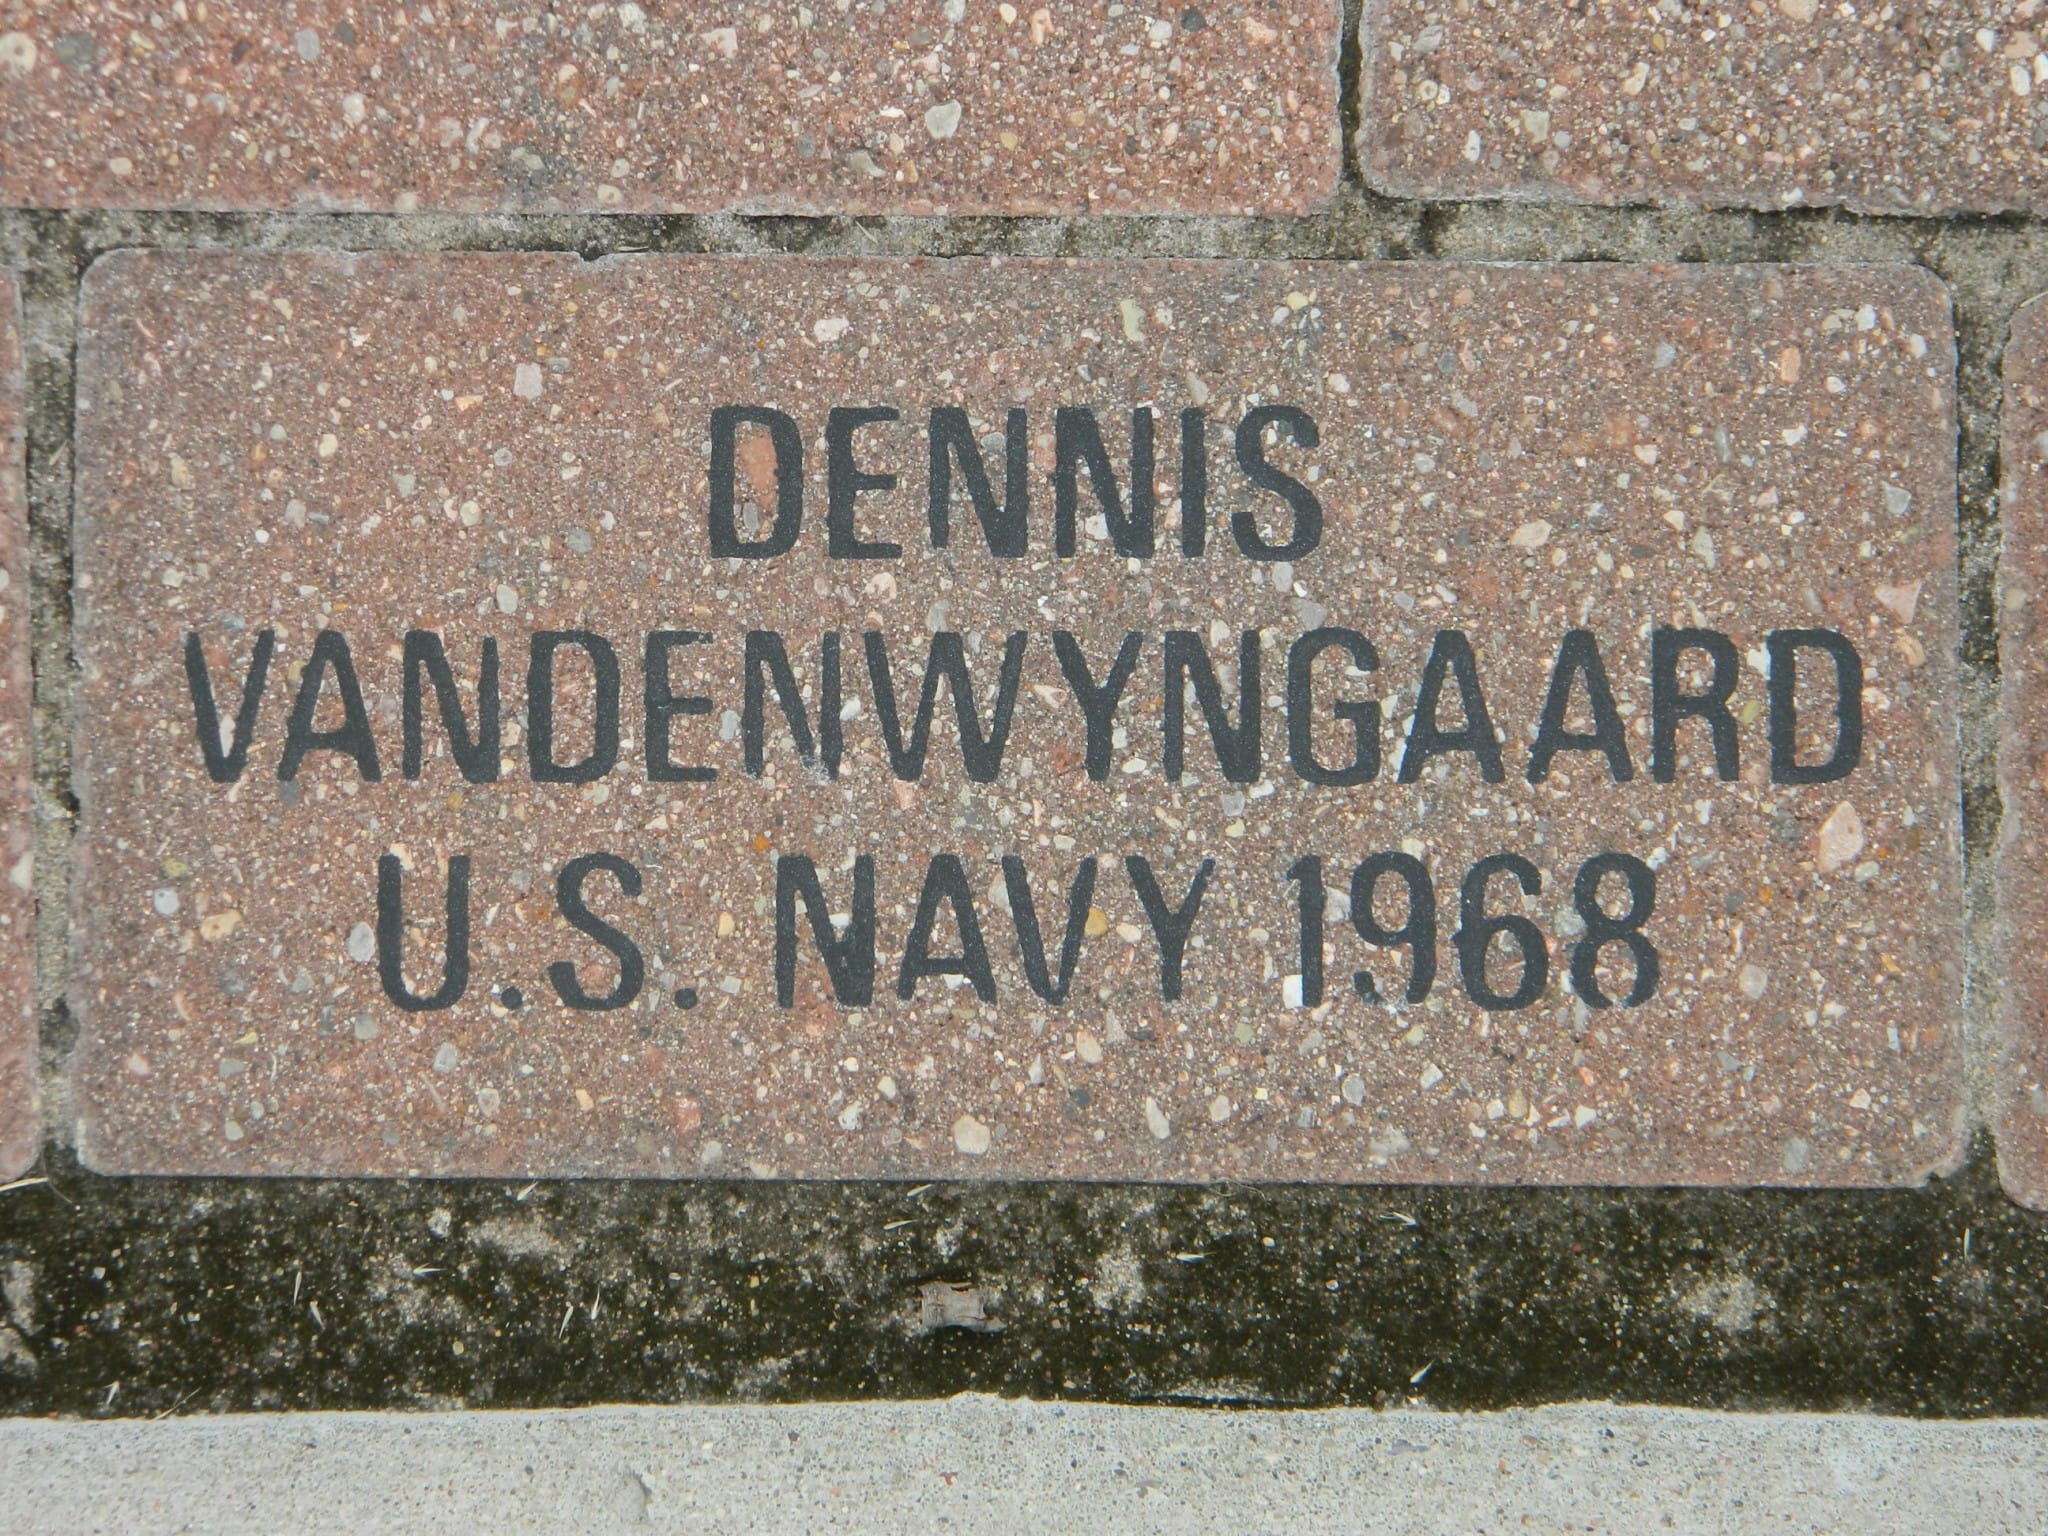 DENNIS
VANDENWYNGAARD
U.S. NAVY 1968